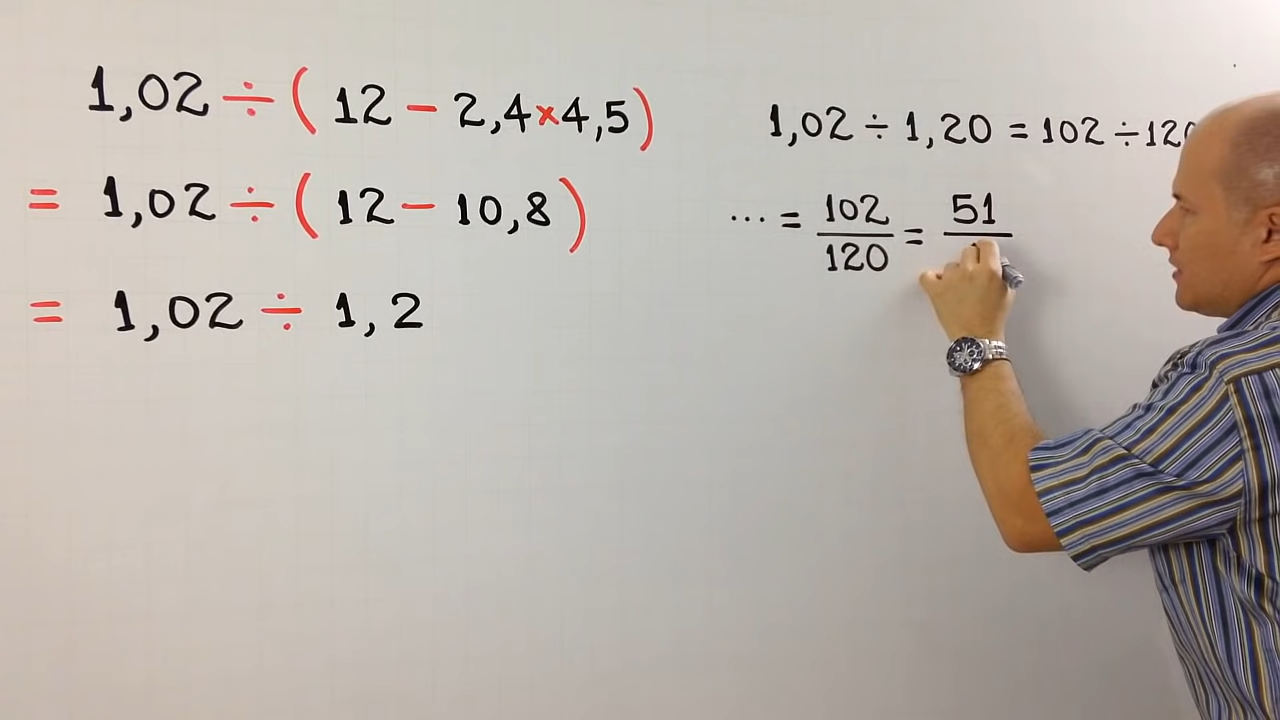 1,02 ÷ ( 12 - 2,4×4,5)
= 1,02 ÷ ( 12 - 10,8 )
= 1,02 ÷ 1,2
1,02 ÷ 1,20 = 102 ÷ 120
... = 102/120 = 51/